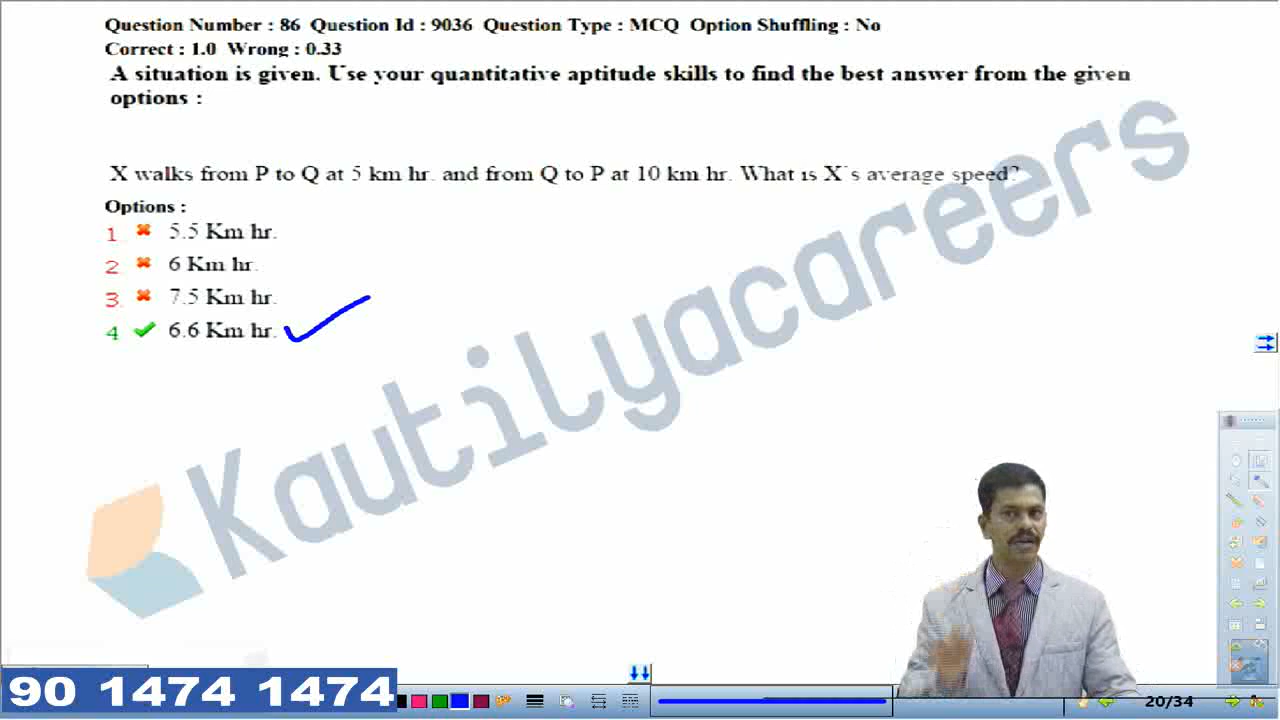 Question Number : 86 Question Id : 9036 Question Type : MCQ Option Shuffling : No
Correct : 1.0 Wrong : 0.33
A situation is given. Use your quantitative aptitude skills to find the best answer from the given
options :
X walks from P to Q at 5 km hr. and from Q to P at 10 km hr. What is X's average speed?
Options :
1. 5.5 Km hr.
2. 6 Km hr.
3. 7.5 Km hr.
4. 6.6 Km hr.
Kautilyacareers
90 1474 1474
20/34